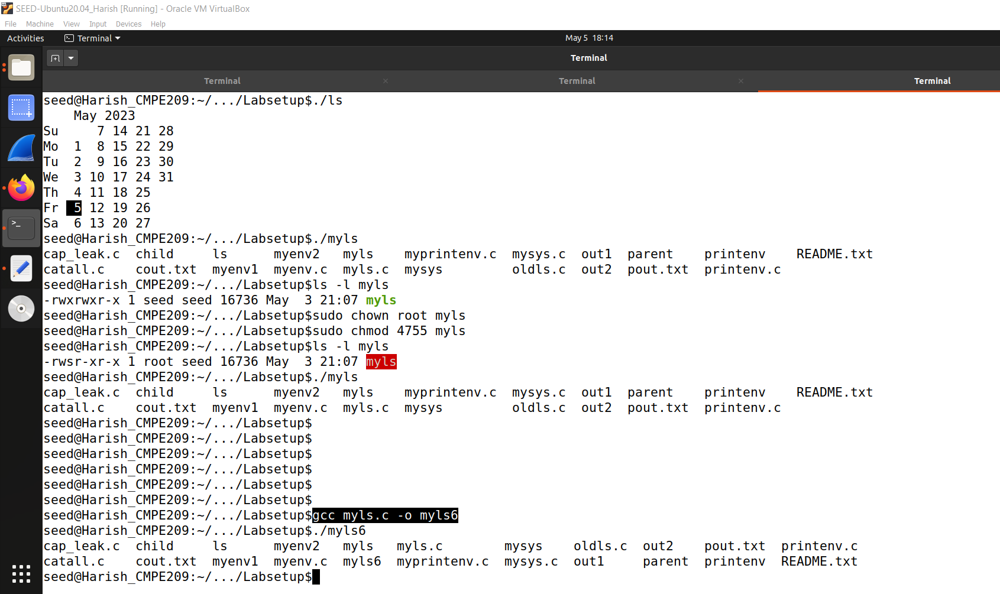 SEED-Ubuntu20.04_Harish [Running] - Oracle VM VirtualBox
File Machine View Input Devices Help
Activities Terminal May 5 18:14
Terminal
Terminal × Terminal × Terminal
seed@Harish_CMPE209:~/.../Labsetup$./ls
    May 2023
Su     7 14 21 28
Mo  1  8 15 22 29
Tu  2  9 16 23 30
We  3 10 17 24 31
Th  4 11 18 25
Fr  5 12 19 26
Sa  6 13 20 27
seed@Harish_CMPE209:~/.../Labsetup$./myls
cap_leak.c  child     ls      myenv2   myls    myprintenv.c  mysys.c  out1  parent    printenv    README.txt
catall.c    cout.txt  myenv1  myenv.c  myls.c  mysys         oldls.c  out2  pout.txt  printenv.c
seed@Harish_CMPE209:~/.../Labsetup$ls -l myls
-rwxrwxr-x 1 seed seed 16736 May  3 21:07 myls
seed@Harish_CMPE209:~/.../Labsetup$sudo chown root myls
seed@Harish_CMPE209:~/.../Labsetup$sudo chmod 4755 myls
seed@Harish_CMPE209:~/.../Labsetup$ls -l myls
-rwsr-xr-x 1 root seed 16736 May  3 21:07 myls
seed@Harish_CMPE209:~/.../Labsetup$./myls
cap_leak.c  child     ls      myenv2   myls    myprintenv.c  mysys.c  out1  parent    printenv    README.txt
catall.c    cout.txt  myenv1  myenv.c  myls.c  mysys         oldls.c  out2  pout.txt  printenv.c
seed@Harish_CMPE209:~/.../Labsetup$
seed@Harish_CMPE209:~/.../Labsetup$
seed@Harish_CMPE209:~/.../Labsetup$
seed@Harish_CMPE209:~/.../Labsetup$
seed@Harish_CMPE209:~/.../Labsetup$
seed@Harish_CMPE209:~/.../Labsetup$
seed@Harish_CMPE209:~/.../Labsetup$gcc myls.c -o myls6
seed@Harish_CMPE209:~/.../Labsetup$./myls6
cap_leak.c  child     ls      myenv2   myls   myls.c        mysys    oldls.c  out2    pout.txt  printenv.c
catall.c    cout.txt  myenv1  myenv.c  myls6  myprintenv.c  mysys.c  out1     parent  printenv  README.txt
seed@Harish_CMPE209:~/.../Labsetup$